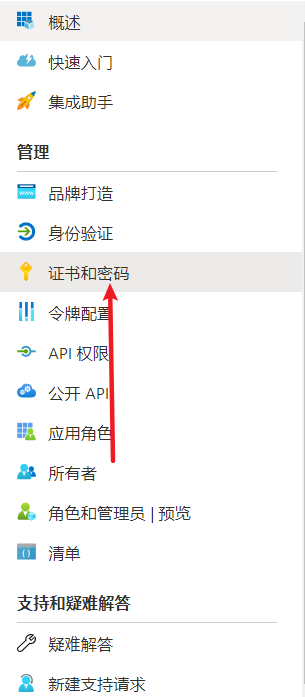 概述
快速入门
集成助手
管理
品牌打造
身份验证
证书和密码
令牌配置
API 权限
公开 API
应用角色
所有者
角色和管理员 | 预览
清单
支持和疑难解答
疑难解答
新建支持请求